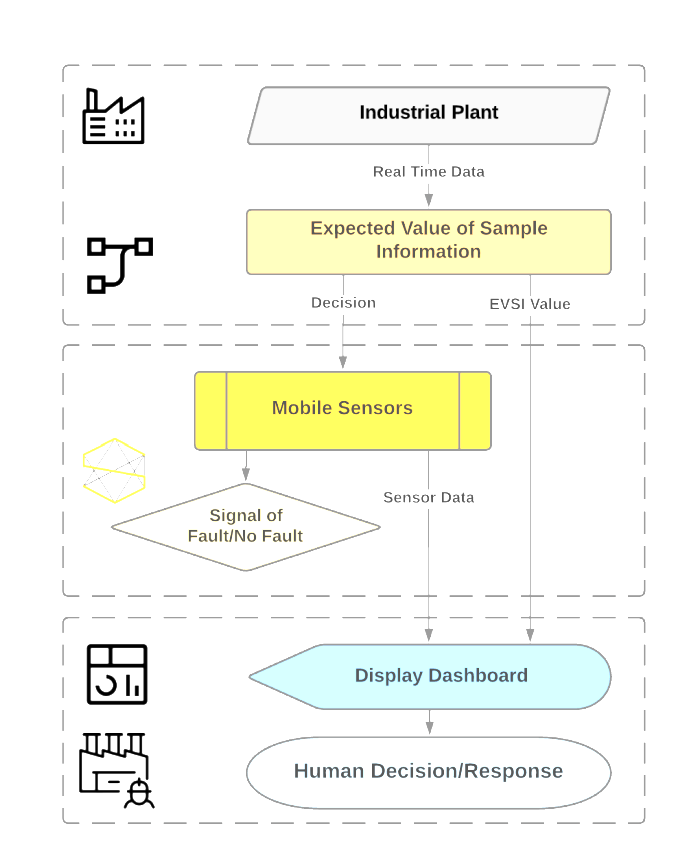 Industrial Plant
Real Time Data
Expected Value of Sample
Information
Decision
EVSI Value
Mobile Sensors
Sensor Data
Signal of
Fault/No Fault
Display Dashboard
Human Decision/Response